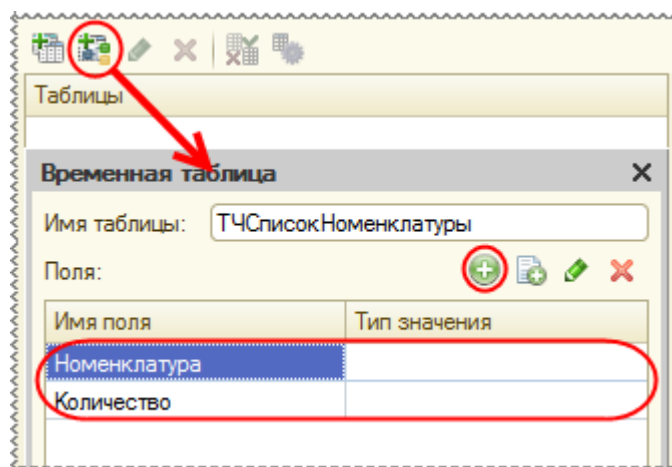 Таблицы
Временная таблица
Имя таблицы: ТЧСписокНоменклатуры
Поля:
Имя поля Тип значения
Номенклатура
Количество